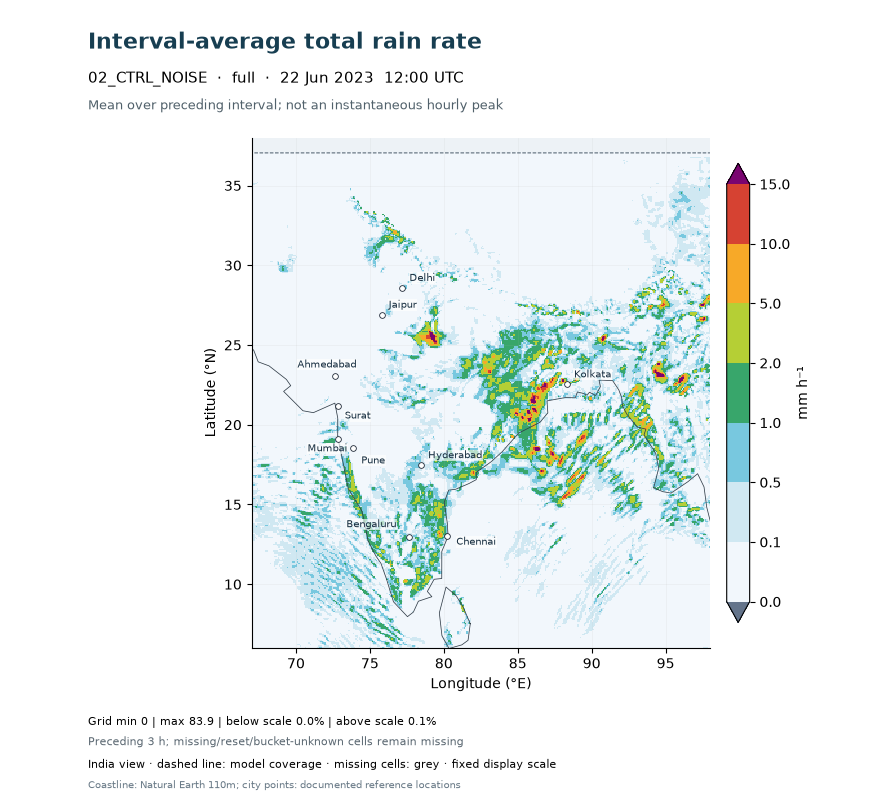 Interval-average total rain rate
02_CTRL_NOISE · full · 22 Jun 2023 12:00 UTC
Mean over preceding interval; not an instantaneous hourly peak
35
30
25
20
15
10
Latitude (°N)
70
75
80
85
90
95
Longitude (°E)
Delhi
Jaipur
Ahmedabad
Kolkata
Surat
Mumbai
Pune
Hyderabad
Bengaluru
Chennai
15.0
10.0
5.0
2.0
1.0
0.5
0.1
0.0
mm h⁻¹
Grid min 0 | max 83.9 | below scale 0.0% | above scale 0.1%
Preceding 3 h; missing/reset/bucket-unknown cells remain missing
India view · dashed line: model coverage · missing cells: grey · fixed display scale
Coastline: Natural Earth 110m; city points: documented reference locations